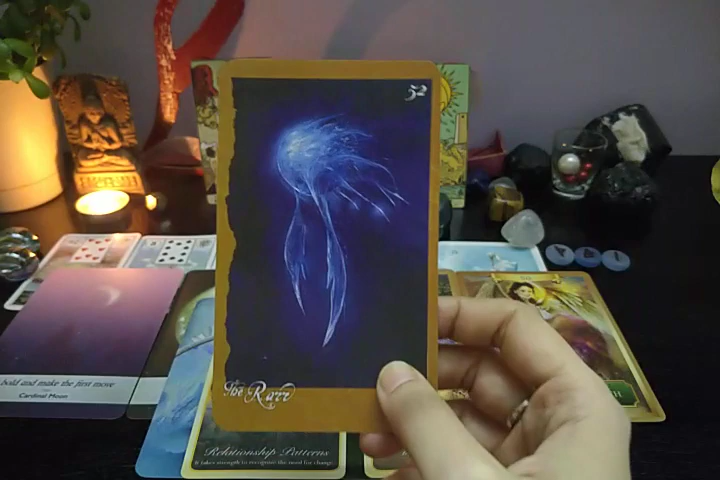 52
The Rarr
bold and make the first move
Cardinal Moon
Relationship Patterns
It takes strength to recognize the need for change